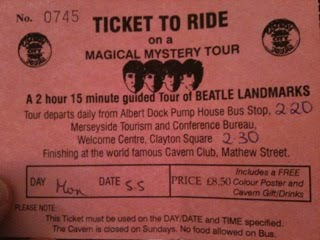 No. 0745
TICKET TO RIDE
on a
MAGICAL MYSTERY TOUR
A 2 hour 15 minute guided Tour of BEATLE LANDMARKS
Tour departs daily from Albert Dock Pump House Bus Stop, 2 20
Merseyside Tourism and Conference Bureau,
Welcome Centre, Clayton Square 2-30
Finishing at the world famous Cavern Club, Mathew Street.
DAY Mon DATE 5.5 PRICE £8.50
Includes a FREE
Colour Poster and
Cavern Gift/Drinks
PLEASE NOTE:
This Ticket must be used on the DAY/DATE and TIME specified.
The Cavern is closed on Sundays. No food allowed on Bus.